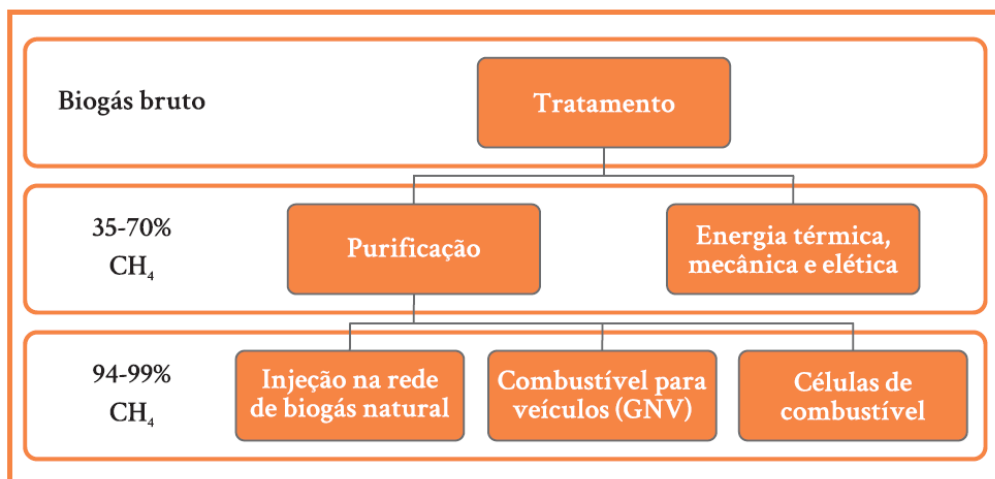 Biogás bruto
Tratamento
35-70%
CH₄
Purificação
Energia térmica,
mecânica e elética
94-99%
CH₄
Injeção na rede
de biogás natural
Combustível para
veículos (GNV)
Células de
combustível